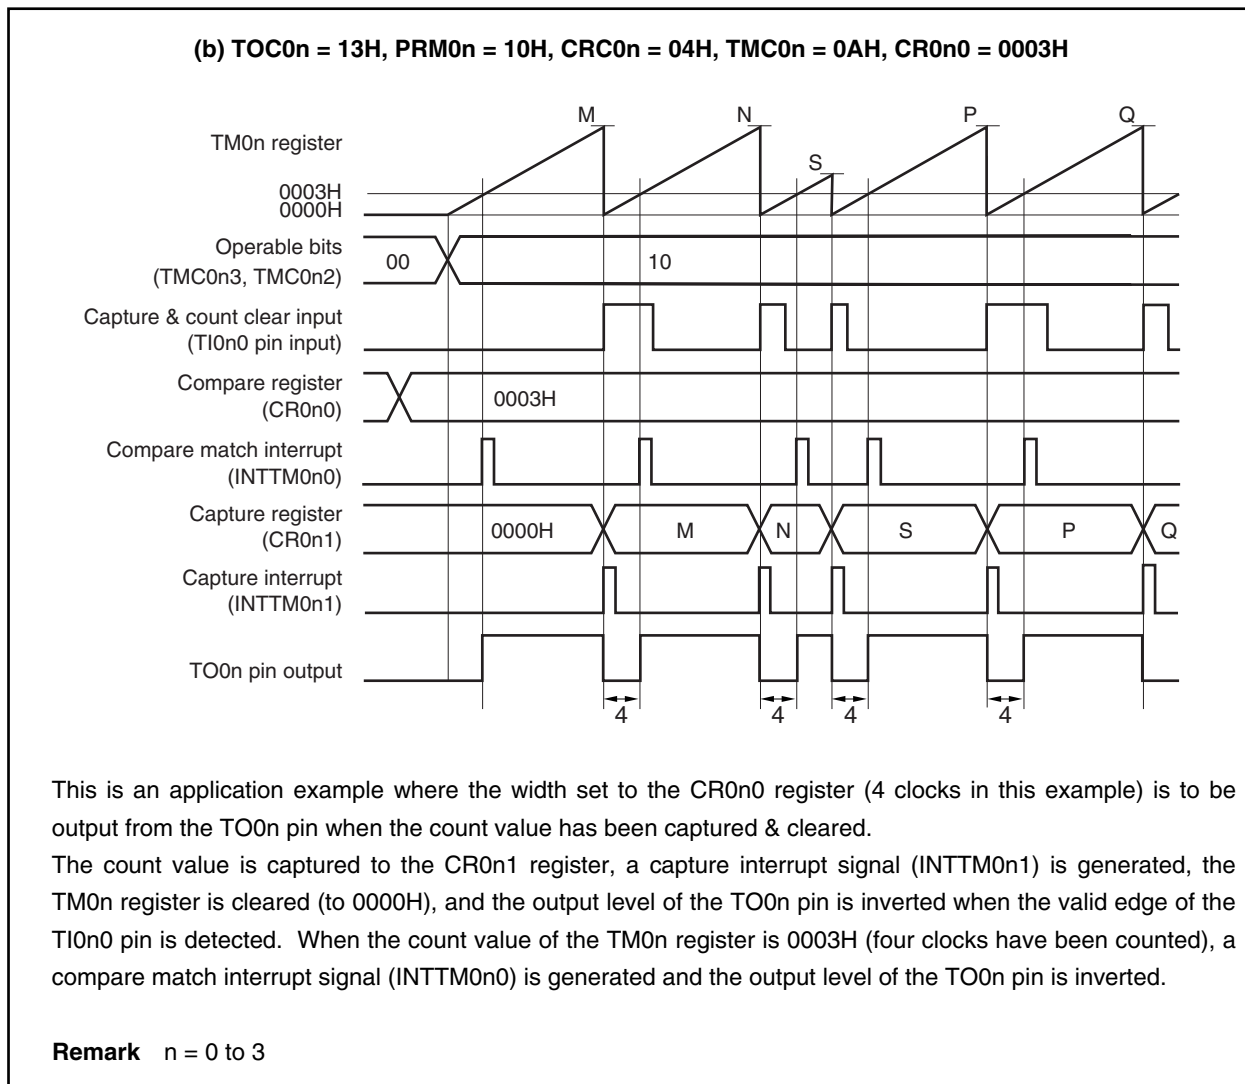 (b) TOC0n = 13H, PRM0n = 10H, CRC0n = 04H, TMC0n = 0AH, CR0n0 = 0003H
M N S P Q
TM0n register
0003H
0000H
Operable bits
(TMC0n3, TMC0n2)
00 10
Capture & count clear input
(TI0n0 pin input)
Compare register
(CR0n0)
0003H
Compare match interrupt
(INTTM0n0)
Capture register
(CR0n1)
0000H M N S P Q
Capture interrupt
(INTTM0n1)
TO0n pin output
4 4 4 4
This is an application example where the width set to the CR0n0 register (4 clocks in this example) is to be
output from the TO0n pin when the count value has been captured & cleared.
The count value is captured to the CR0n1 register, a capture interrupt signal (INTTM0n1) is generated, the
TM0n register is cleared (to 0000H), and the output level of the TO0n pin is inverted when the valid edge of the
TI0n0 pin is detected. When the count value of the TM0n register is 0003H (four clocks have been counted), a
compare match interrupt signal (INTTM0n0) is generated and the output level of the TO0n pin is inverted.
Remark n = 0 to 3